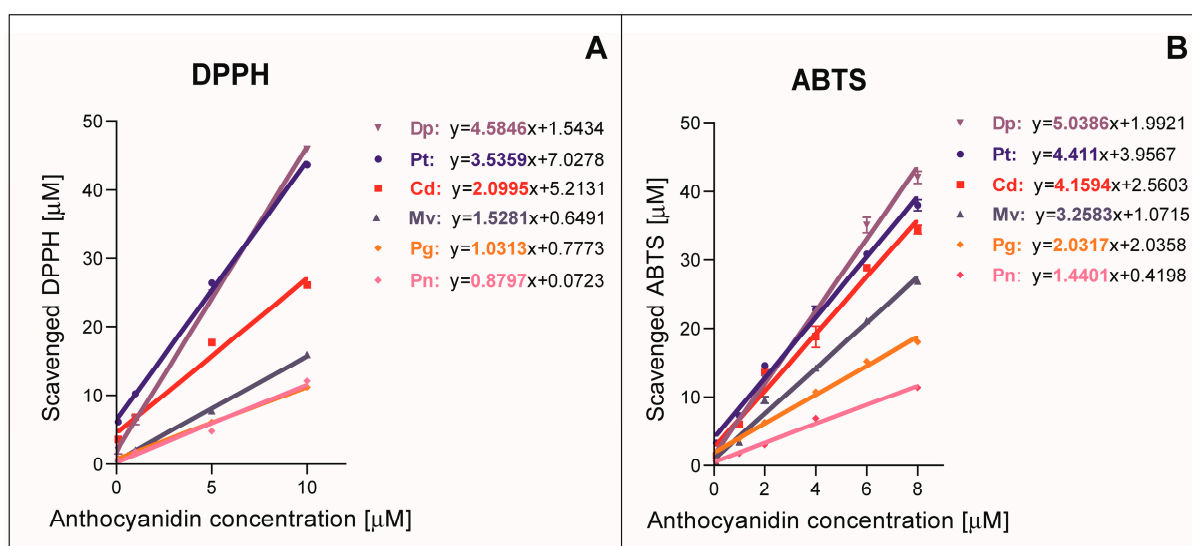 A
DPPH
Dp: y=4.5846x+1.5434
Pt: y=3.5359x+7.0278
Cd: y=2.0995x+5.2131
Mv: y=1.5281x+0.6491
Pg: y=1.0313x+0.7773
Pn: y=0.8797x+0.0723
Scavenged DPPH [µM]
50
40
30
20
10
0
0 5 10
Anthocyanidin concentration [µM]
B
ABTS
Dp: y=5.0386x+1.9921
Pt: y=4.411x+3.9567
Cd: y=4.1594x+2.5603
Mv: y=3.2583x+1.0715
Pg: y=2.0317x+2.0358
Pn: y=1.4401x+0.4198
Scavenged ABTS [µM]
50
40
30
20
10
0
0 2 4 6 8
Anthocyanidin concentration [µM]